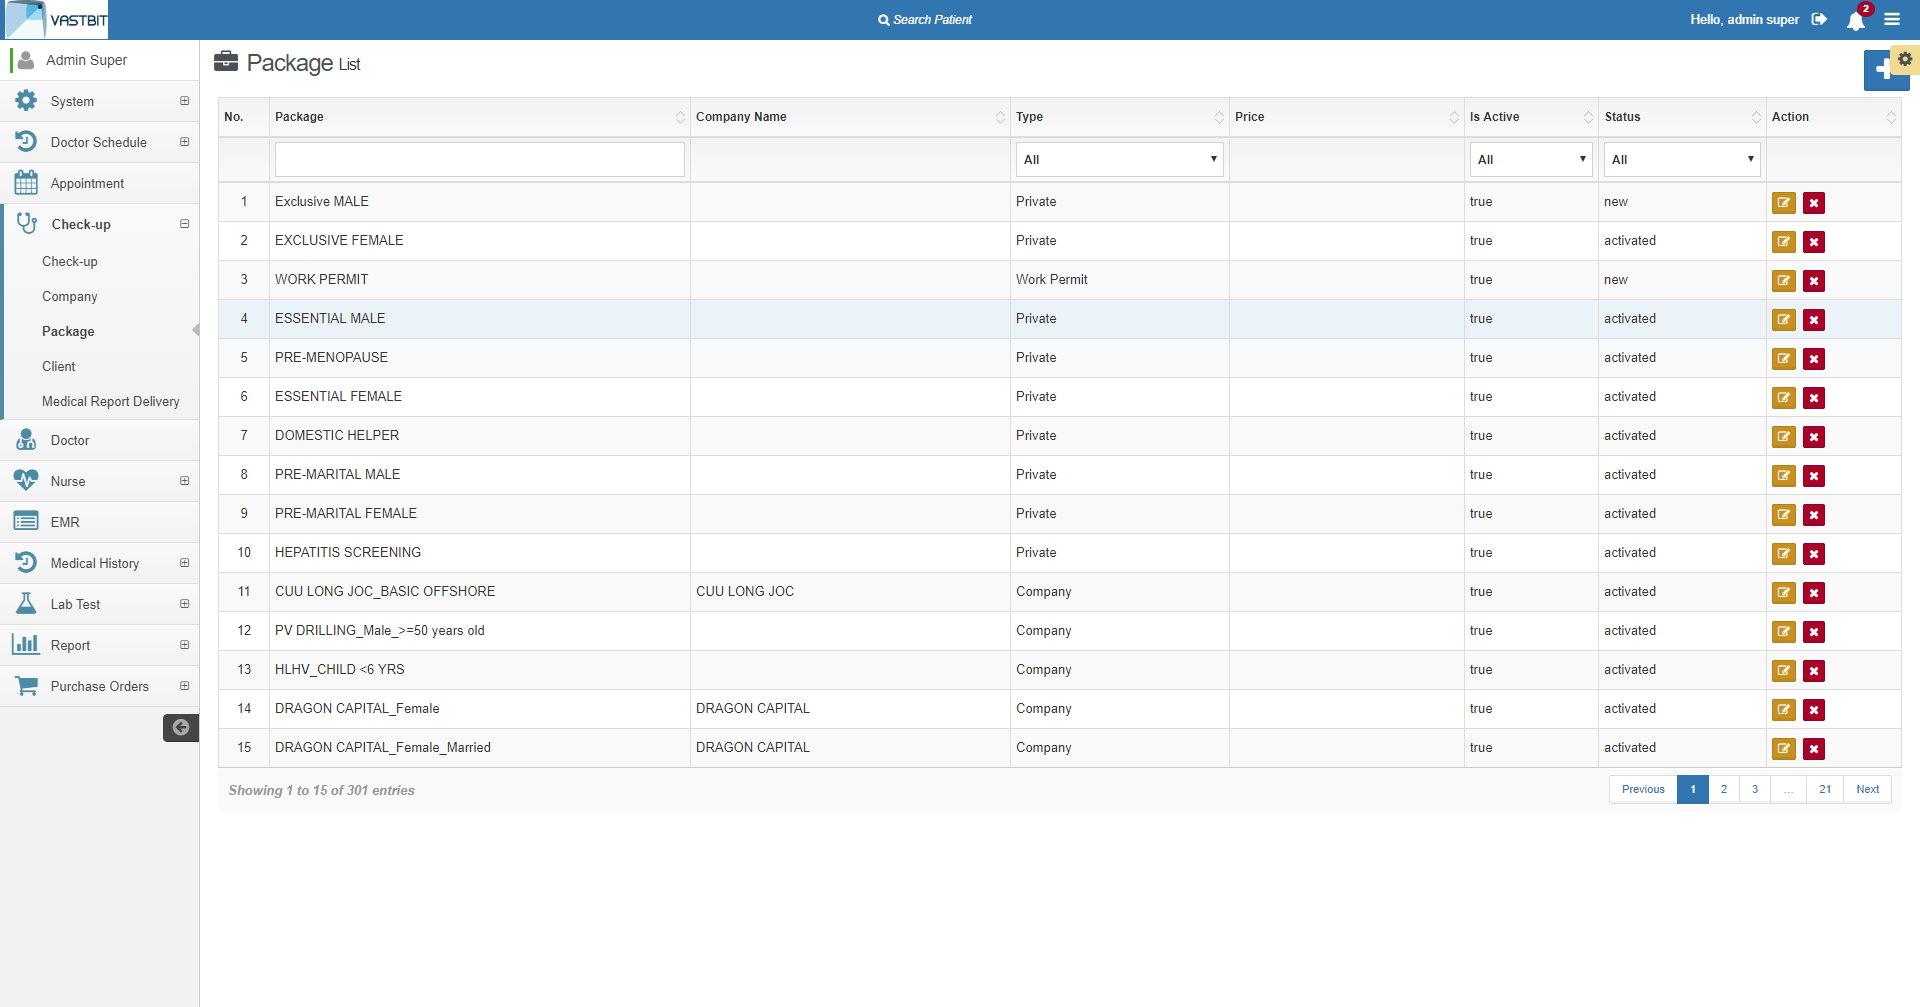 VASTBIT
Search Patient
Hello, admin super
2
Admin Super
System
Doctor Schedule
Appointment
Check-up
Check-up
Company
Package
Client
Medical Report Delivery
Doctor
Nurse
EMR
Medical History
Lab Test
Report
Purchase Orders
Package List
No. Package Company Name Type Price Is Active Status Action
All All All
1 Exclusive MALE Private true new
2 EXCLUSIVE FEMALE Private true activated
3 WORK PERMIT Work Permit true new
4 ESSENTIAL MALE Private true activated
5 PRE-MENOPAUSE Private true activated
6 ESSENTIAL FEMALE Private true activated
7 DOMESTIC HELPER Private true activated
8 PRE-MARITAL MALE Private true activated
9 PRE-MARITAL FEMALE Private true activated
10 HEPATITIS SCREENING Private true activated
11 CUU LONG JOC_BASIC OFFSHORE CUU LONG JOC Company true activated
12 PV DRILLING_Male_>=50 years old Company true activated
13 HLHV_CHILD <6 YRS Company true activated
14 DRAGON CAPITAL_Female DRAGON CAPITAL Company true activated
15 DRAGON CAPITAL_Female_Married DRAGON CAPITAL Company true activated
Showing 1 to 15 of 301 entries
Previous 1 2 3 ... 21 Next